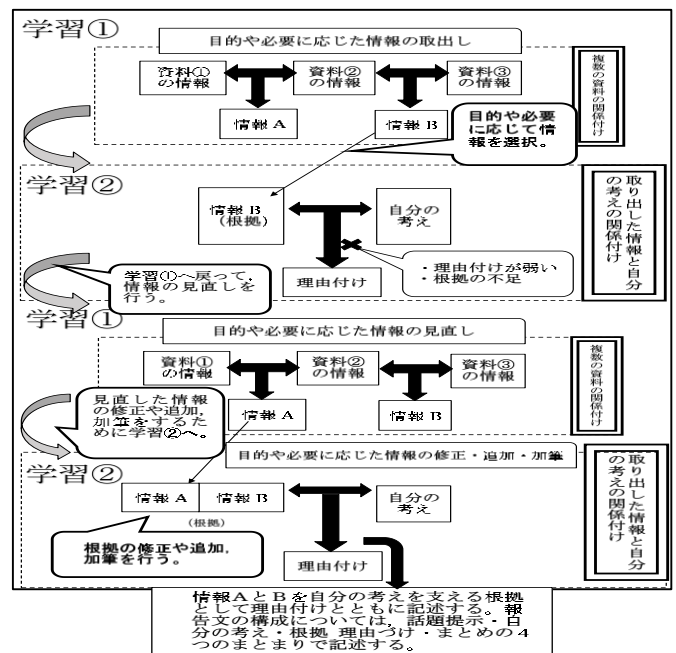 学習①
目的や必要に応じた情報の取出し
資料①
の情報
資料②
の情報
資料③
の情報
複数の資料の関係付け
情報A
情報B
目的や必要
に応じて情
報を選択。
学習②
情報B
(根拠)
自分の
考え
取り出した情報と自分
の考えの関係付け
理由付け
・理由付けが弱い
・根拠の不足
学習①へ戻って,
情報の見直しを
行う。
学習①
目的や必要に応じた情報の見直し
資料①
の情報
資料②
の情報
資料③
の情報
複数の資料の関係付け
見直した情報
の修正や追加,
加筆をするた
めに学習②へ。
情報A
情報B
目的や必要に応じた情報の修正・追加・加筆
学習②
情報A
情報B
(根拠)
自分の
考え
取り出した情報と自分
の考えの関係付け
根拠の修正や追加,
加筆を行う。
理由付け
情報AとBを自分の考えを支える根拠
として理由付けとともに記述する。報
告文の構成については,話題提示・自
分の考え・根拠 理由づけ・まとめの4
つのまとまりで記述する。